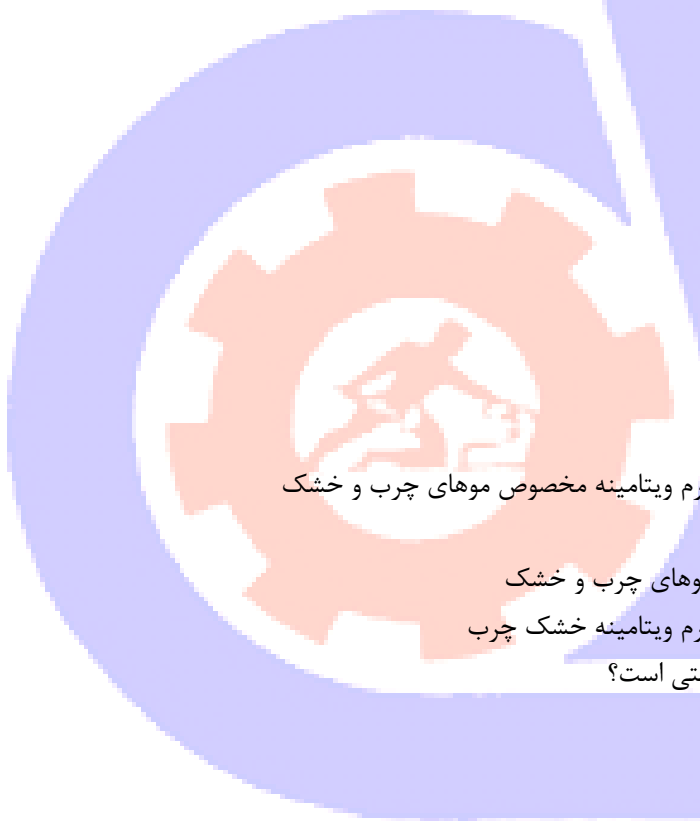 رم ویتامینه مخصوص موهای چرب و خشک
وهای چرب و خشک
رم ویتامینه خشک چرب
تی است؟